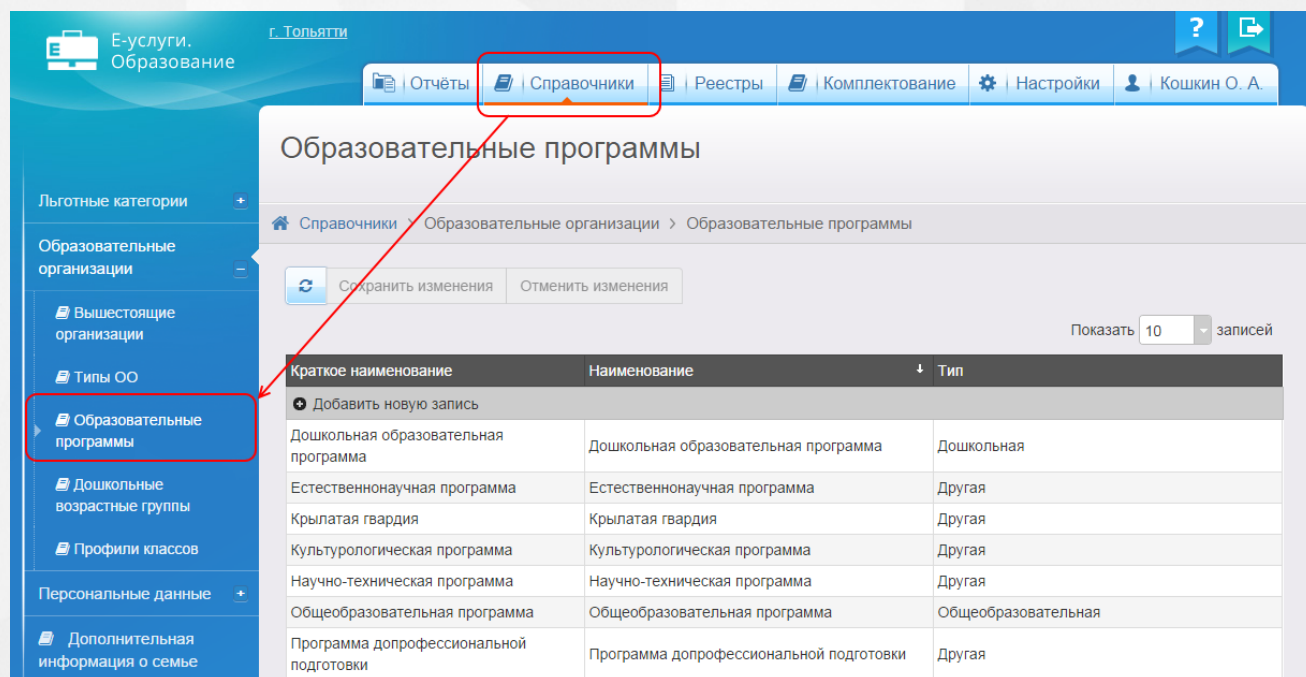 Е-услуги.
Образование
г. Тольятти
?
Отчёты
Справочники
Реестры
Комплектование
Настройки
Кошкин О. А.
Образовательные программы
Справочники > Образовательные организации > Образовательные программы
Льготные категории
Образовательные
организации
Вышестоящие
организации
Типы ОО
Образовательные
программы
Дошкольные
возрастные группы
Профили классов
Персональные данные
Дополнительная
информация о семье
Сохранить изменения
Отменить изменения
Показать 10 записей
Краткое наименование Наименование Тип
Добавить новую запись
Дошкольная образовательная
программа
Дошкольная образовательная программа Дошкольная
Естественнонаучная программа Естественнонаучная программа Другая
Крылатая гвардия Крылатая гвардия Другая
Культурологическая программа Культурологическая программа Другая
Научно-техническая программа Научно-техническая программа Другая
Общеобразовательная программа Общеобразовательная программа Общеобразовательная
Программа допрофессиональной
подготовки
Программа допрофессиональной подготовки Другая